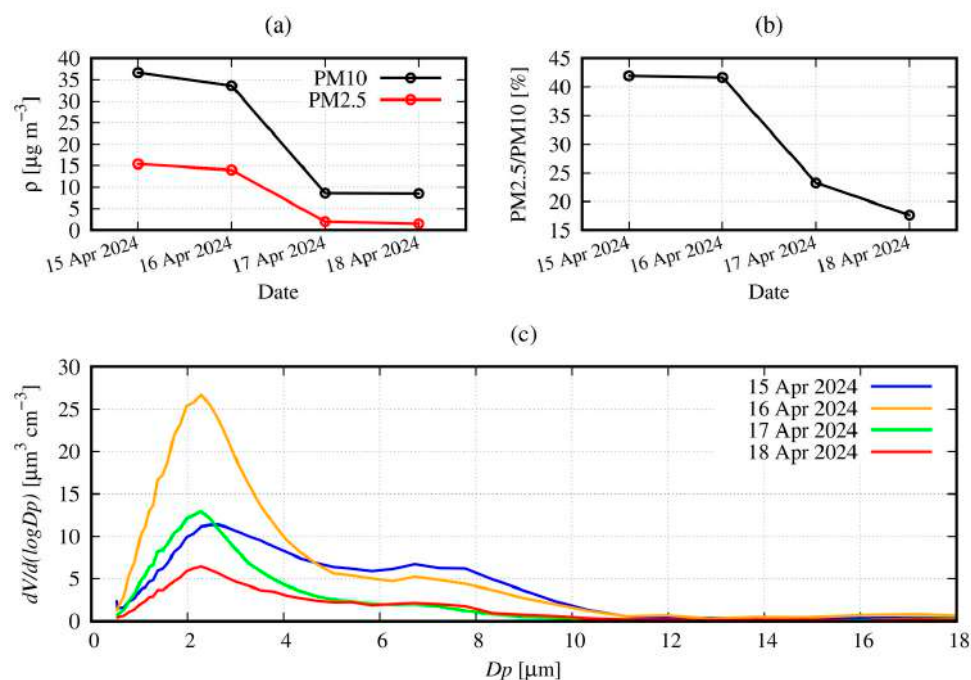 (a)
ρ [μg m⁻³]
40
35
30
25
20
15
10
5
0
PM10
PM2.5
15 Apr 2024
16 Apr 2024
17 Apr 2024
18 Apr 2024
Date
(b)
PM2.5/PM10 [%]
45
40
35
30
25
20
15
15 Apr 2024
16 Apr 2024
17 Apr 2024
18 Apr 2024
Date
(c)
dV/d(logDp) [μm³ cm⁻³]
30
25
20
15
10
5
0
15 Apr 2024
16 Apr 2024
17 Apr 2024
18 Apr 2024
0 2 4 6 8 10 12 14 16 18
Dp [μm]